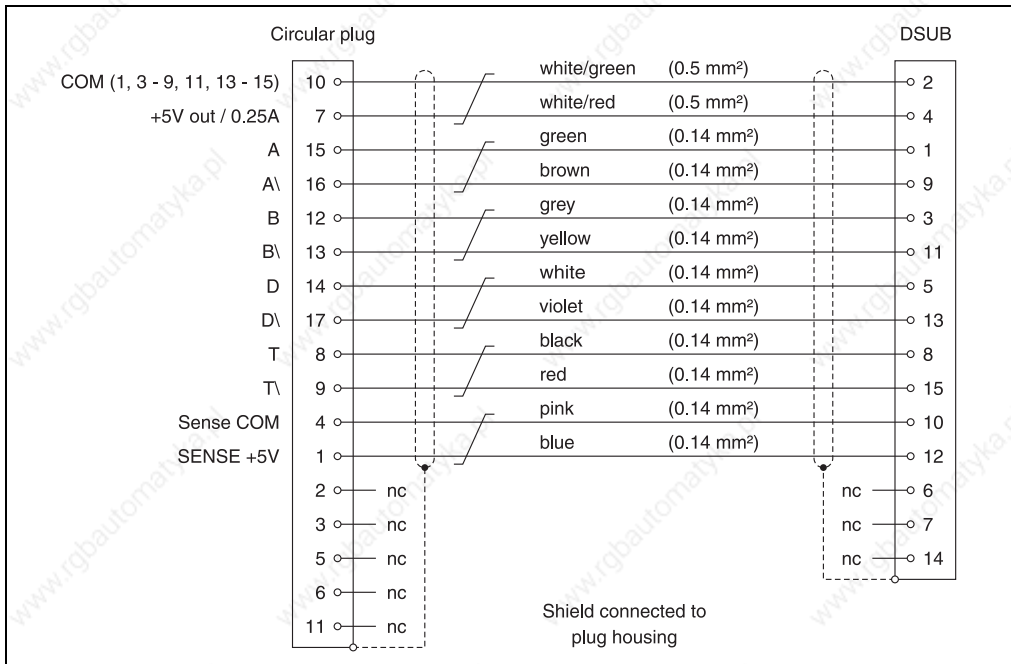 Circular plug DSUB
COM (1, 3 - 9, 11, 13 - 15) 10 white/green (0.5 mm²) 2
+5V out / 0.25A 7 white/red (0.5 mm²) 4
A 15 green (0.14 mm²) 1
A\ 16 brown (0.14 mm²) 9
B 12 grey (0.14 mm²) 3
B\ 13 yellow (0.14 mm²) 11
D 14 white (0.14 mm²) 5
D\ 17 violet (0.14 mm²) 13
T 8 black (0.14 mm²) 8
T\ 9 red (0.14 mm²) 15
Sense COM 4 pink (0.14 mm²) 10
SENSE +5V 1 blue (0.14 mm²) 12
2 nc nc 6
3 nc nc 7
5 nc nc 14
6 nc
11 nc
Shield connected to
plug housing
www.rgbautomatyka.pl